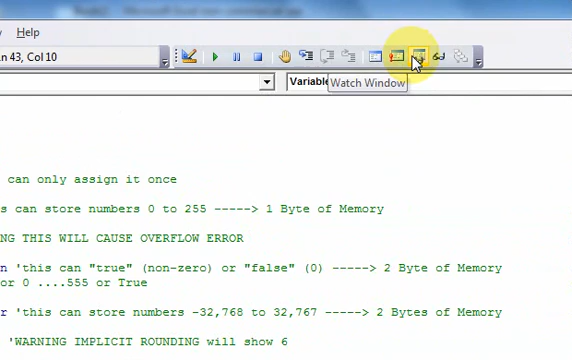 Help
n 43, Col 10
Variable
Watch Window
can only assign it once
s can store numbers 0 to 255 -----> 1 Byte of Memory
NG THIS WILL CAUSE OVERFLOW ERROR
n 'this can "true" (non-zero) or "false" (0) -----> 2 Byte of Memory
or 0 ....555 or True
r 'this can store numbers -32,768 to 32,767 -----> 2 Bytes of Memory
'WARNING IMPLICIT ROUNDING will show 6